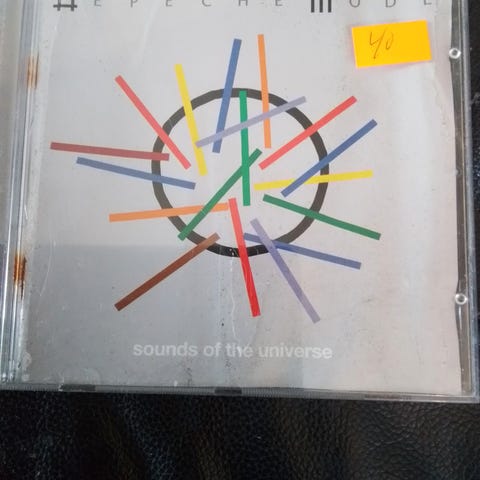 DEPECHE MODE
40
sounds of the universe